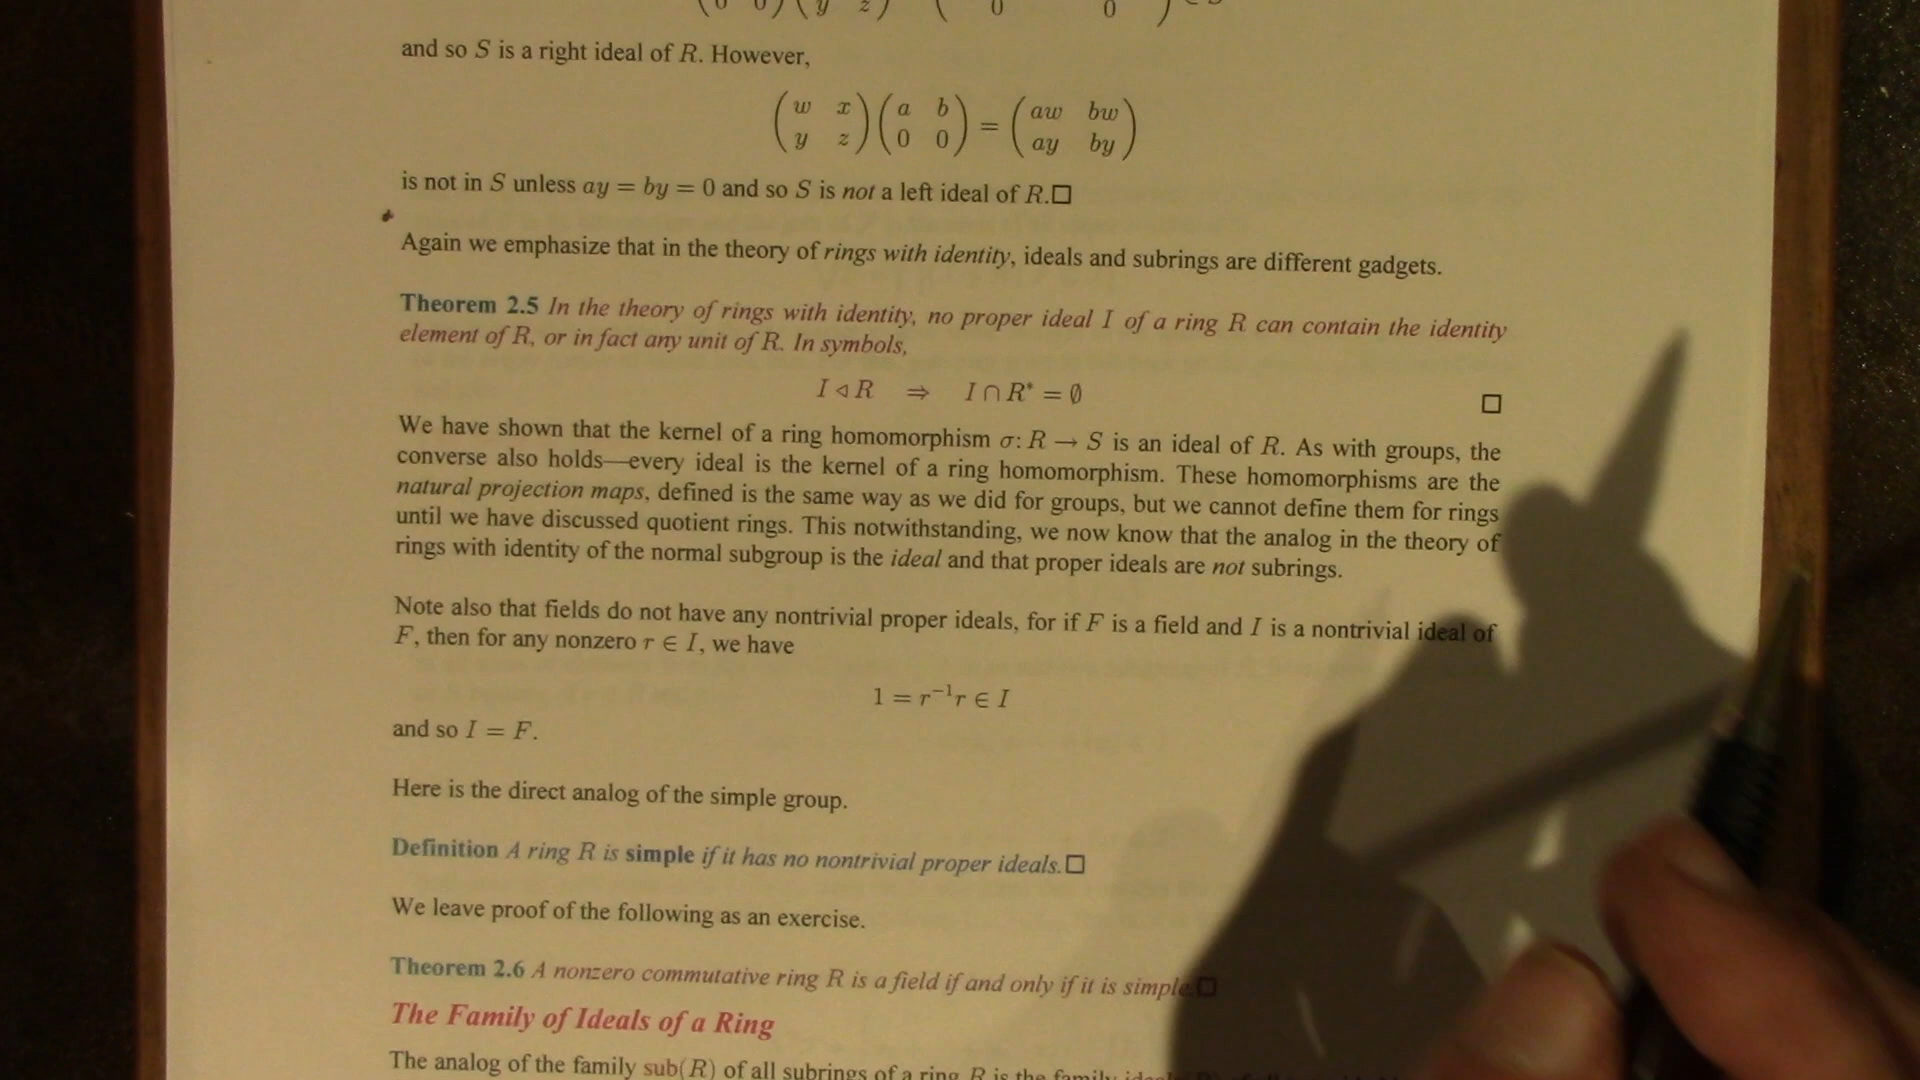 and so S is a right ideal of R. However,
(w x
y z)(a b
0 0) = (aw bw
ay by)
is not in S unless ay = by = 0 and so S is not a left ideal of R.□
Again we emphasize that in the theory of rings with identity, ideals and subrings are different gadgets.
Theorem 2.5 In the theory of rings with identity, no proper ideal I of a ring R can contain the identity
element of R, or in fact any unit of R. In symbols,
I ◁ R ⇒ I ∩ R* = ∅ □
We have shown that the kernel of a ring homomorphism σ: R → S is an ideal of R. As with groups, the
converse also holds—every ideal is the kernel of a ring homomorphism. These homomorphisms are the
natural projection maps, defined is the same way as we did for groups, but we cannot define them for rings
until we have discussed quotient rings. This notwithstanding, we now know that the analog in the theory of
rings with identity of the normal subgroup is the ideal and that proper ideals are not subrings.
Note also that fields do not have any nontrivial proper ideals, for if F is a field and I is a nontrivial ideal of
F, then for any nonzero r ∈ I, we have
1 = r⁻¹r ∈ I
and so I = F.
Here is the direct analog of the simple group.
Definition A ring R is simple if it has no nontrivial proper ideals.□
We leave proof of the following as an exercise.
Theorem 2.6 A nonzero commutative ring R is a field if and only if it is simple.□
The Family of Ideals of a Ring
The analog of the family sub(R) of all subrings of a ring R is the family